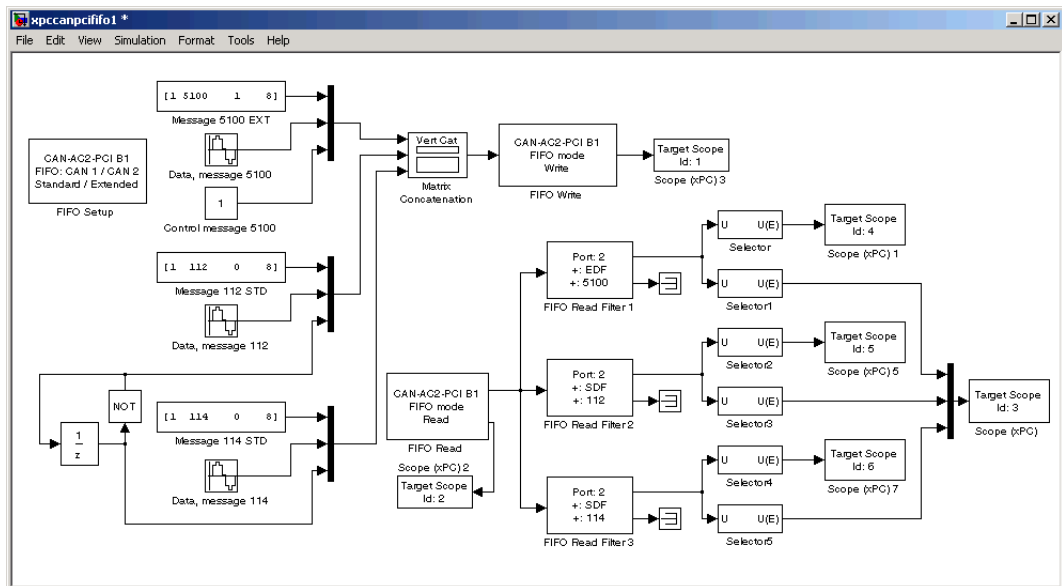 xpccanpcififo1 *
File Edit View Simulation Format Tools Help
[1 5100 1 8]
Message 5100 EXT
Data, message 5100
1
Control message 5100
CAN-AC2-PCI B1
FIFO: CAN 1 / CAN 2
Standard / Extended
FIFO Setup
[1 112 0 8]
Message 112 STD
Data, message 112
NOT
1
z
[1 114 0 8]
Message 114 STD
Data, message 114
Vert Cat
Matrix
Concatenation
CAN-AC2-PCI B1
FIFO mode
Write
FIFO Write
Target Scope
Id: 1
Scope (xPC) 3
CAN-AC2-PCI B1
FIFO mode
Read
FIFO Read
Scope (xPC) 2
Target Scope
Id: 2
Port: 2
+: EDF
+: 5100
FIFO Read Filter 1
U U(E)
Selector
Target Scope
Id: 4
Scope (xPC) 1
U U(E)
Selector1
Port: 2
+: SDF
+: 112
FIFO Read Filter 2
U U(E)
Selector2
Target Scope
Id: 5
Scope (xPC) 5
U U(E)
Selector3
Port: 2
+: SDF
+: 114
FIFO Read Filter 3
U U(E)
Selector4
Target Scope
Id: 6
Scope (xPC) 7
U U(E)
Selector5
Target Scope
Id: 3
Scope (xPC)